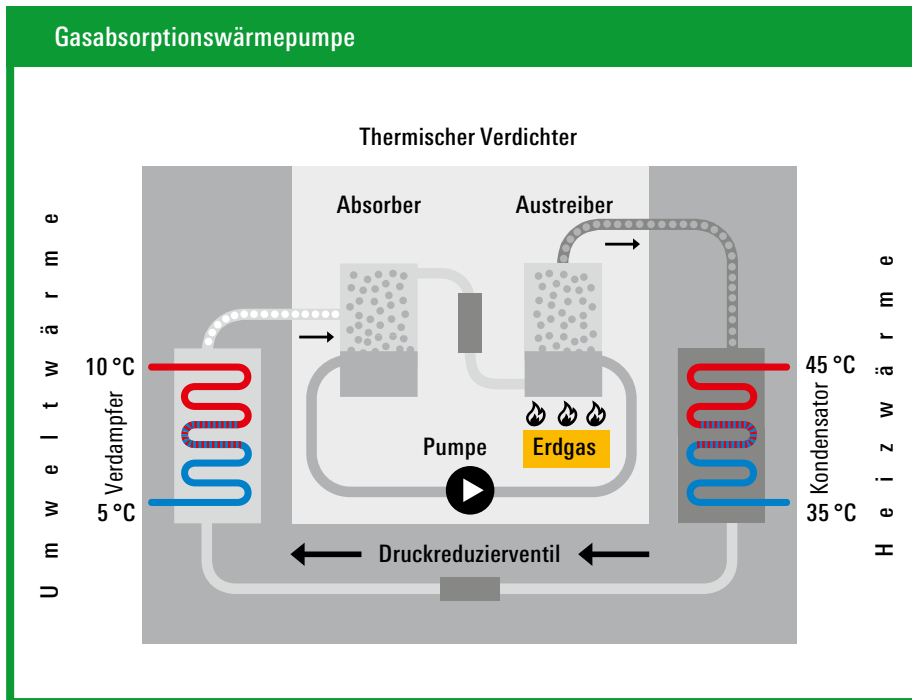 Gasabsorptionswärmepumpe
Thermischer Verdichter
Absorber
Austreiber
Umweltwärme
Heizwärme
10 °C
45 °C
Verdampfer
Kondensator
Pumpe
Erdgas
5 °C
35 °C
Druckreduzierventil